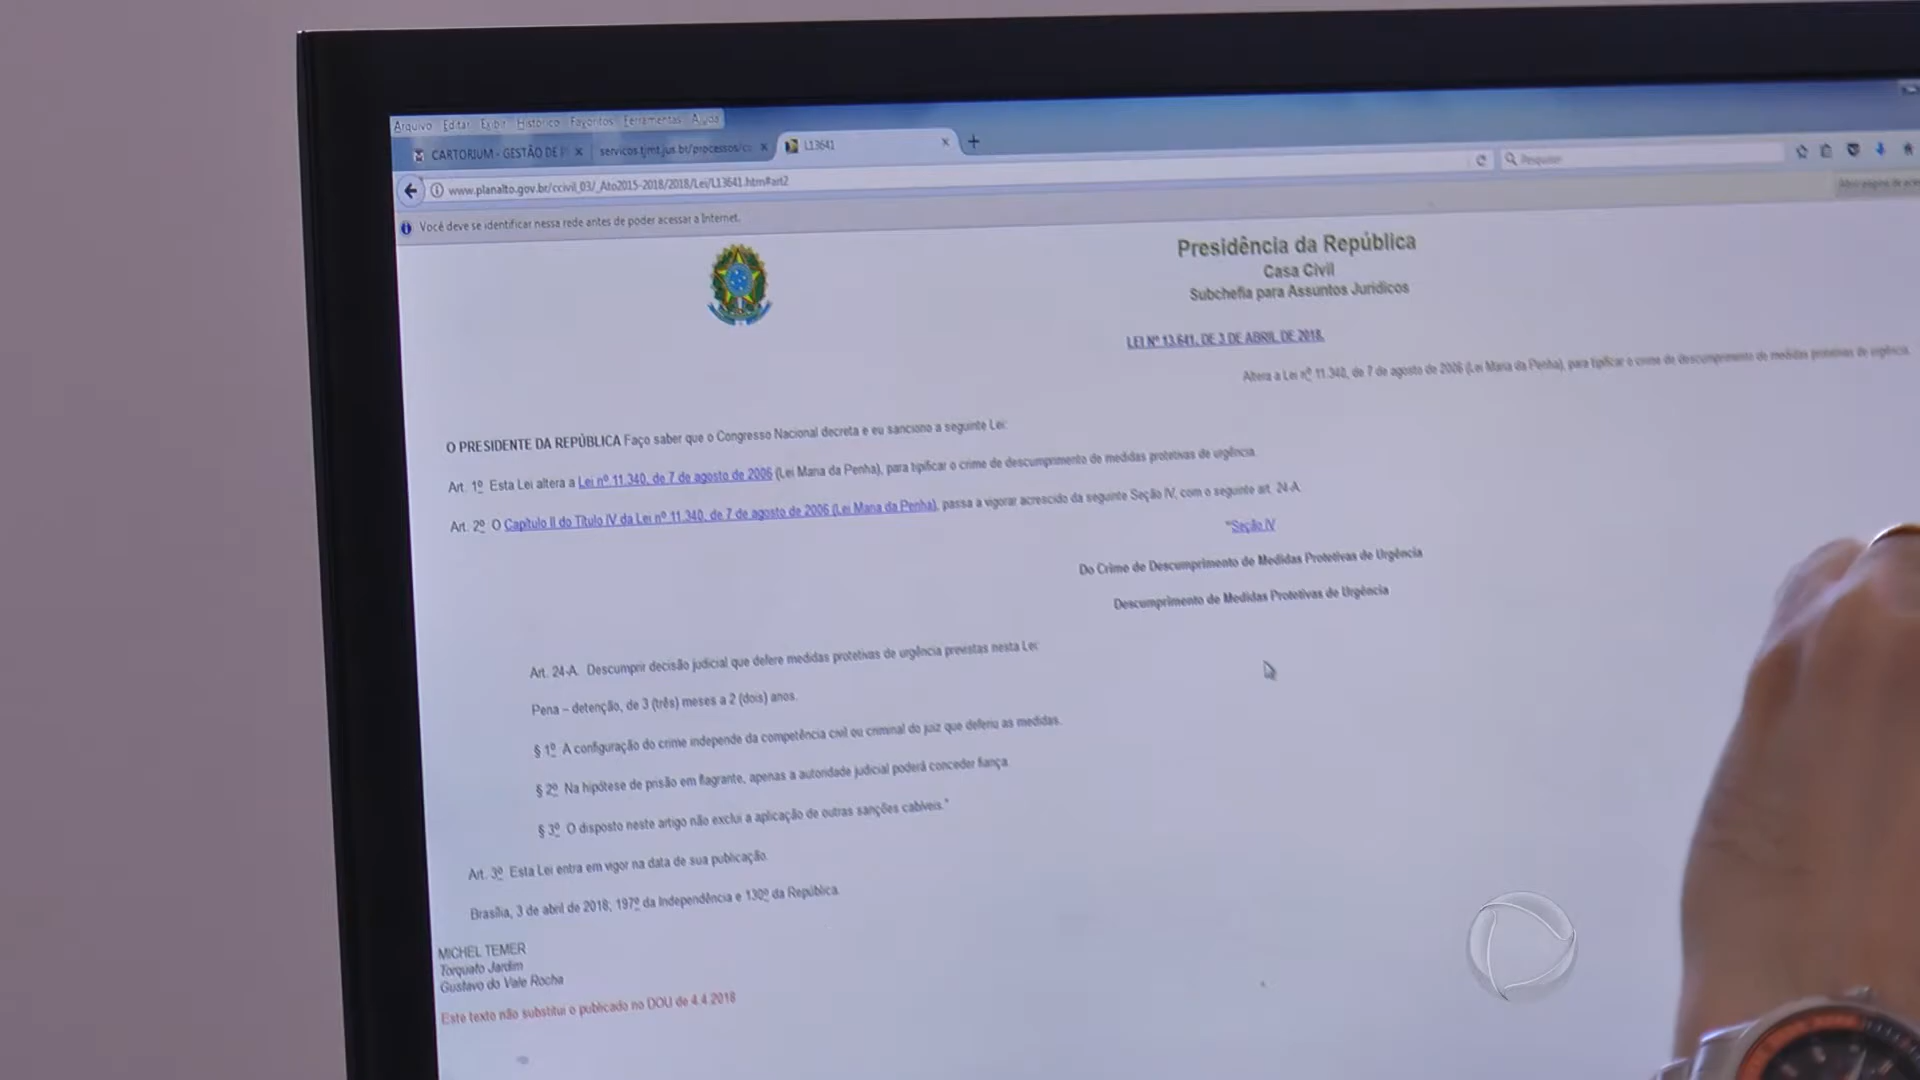 Arquivo Editar Exibir Histórico Favoritos Ferramentas Ajuda
CARTORIUM - GESTÃO DE P servicos.tjmt.jus.br/processos/co L13641
www.planalto.gov.br/ccivil_03/_Ato2015-2018/2018/Lei/L13641.htm#art2 Pesquisar
Você deve se identificar nessa rede antes de poder acessar a Internet.
Presidência da República
Casa Civil
Subchefia para Assuntos Jurídicos
LEI Nº 13.641, DE 3 DE ABRIL DE 2018.
Altera a Lei nº 11.340, de 7 de agosto de 2006 (Lei Maria da Penha), para tipificar o crime de descumprimento de medidas protetivas de urgência.
O PRESIDENTE DA REPÚBLICA Faço saber que o Congresso Nacional decreta e eu sanciono a seguinte Lei:
Art. 1º Esta Lei altera a Lei nº 11.340, de 7 de agosto de 2006 (Lei Maria da Penha), para tipificar o crime de descumprimento de medidas protetivas de urgência.
Art. 2º O Capítulo II do Título IV da Lei nº 11.340, de 7 de agosto de 2006 (Lei Maria da Penha), passa a vigorar acrescido da seguinte Seção IV, com o seguinte art. 24-A:
"Seção IV
Do Crime de Descumprimento de Medidas Protetivas de Urgência
Descumprimento de Medidas Protetivas de Urgência
Art. 24-A. Descumprir decisão judicial que defere medidas protetivas de urgência previstas nesta Lei:
Pena – detenção, de 3 (três) meses a 2 (dois) anos.
§ 1º A configuração do crime independe da competência civil ou criminal do juiz que deferiu as medidas.
§ 2º Na hipótese de prisão em flagrante, apenas a autoridade judicial poderá conceder fiança.
§ 3º O disposto neste artigo não exclui a aplicação de outras sanções cabíveis."
Art. 3º Esta Lei entra em vigor na data de sua publicação.
Brasília, 3 de abril de 2018; 197º da Independência e 130º da República.
MICHEL TEMER
Torquato Jardim
Gustavo do Vale Rocha
Este texto não substitui o publicado no DOU de 4.4.2018